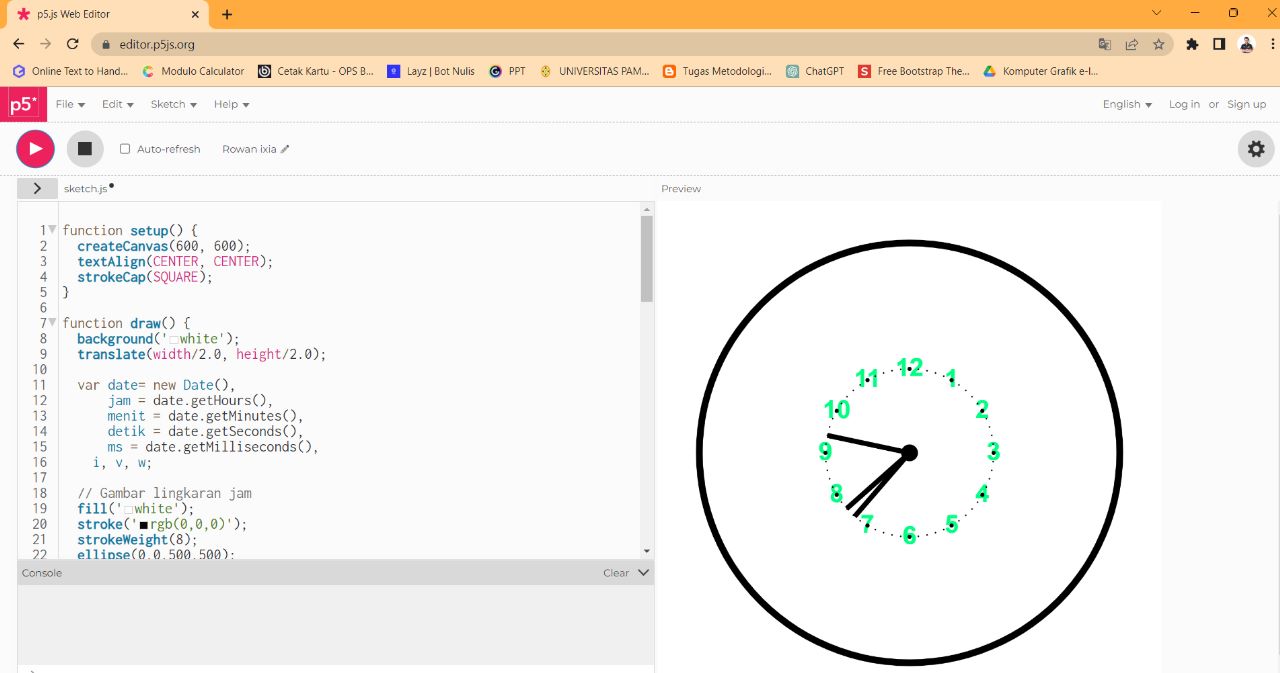 p5.js Web Editor
editor.p5js.org
Online Text to Hand... Modulo Calculator Cetak Kartu - OPS B... Layz | Bot Nulis PPT UNIVERSITAS PAM... Tugas Metodologi... ChatGPT Free Bootstrap The... Komputer Grafik e-l...
p5* File Edit Sketch Help English Log in or Sign up
Auto-refresh Rowan ixia
sketch.js Preview
1 function setup() {
2 createCanvas(600, 600);
3 textAlign(CENTER, CENTER);
4 strokeCap(SQUARE);
5 }
6
7 function draw() {
8 background('white');
9 translate(width/2.0, height/2.0);
10
11 var date= new Date(),
12 jam = date.getHours(),
13 menit = date.getMinutes(),
14 detik = date.getSeconds(),
15 ms = date.getMilliseconds(),
16 i, v, w;
17
18 // Gambar lingkaran jam
19 fill('white');
20 stroke('rgb(0,0,0)');
21 strokeWeight(8);
22 ellipse(0,0,500,500);
Console Clear
12
11 1
10 2
9 3
8 4
7 5
6